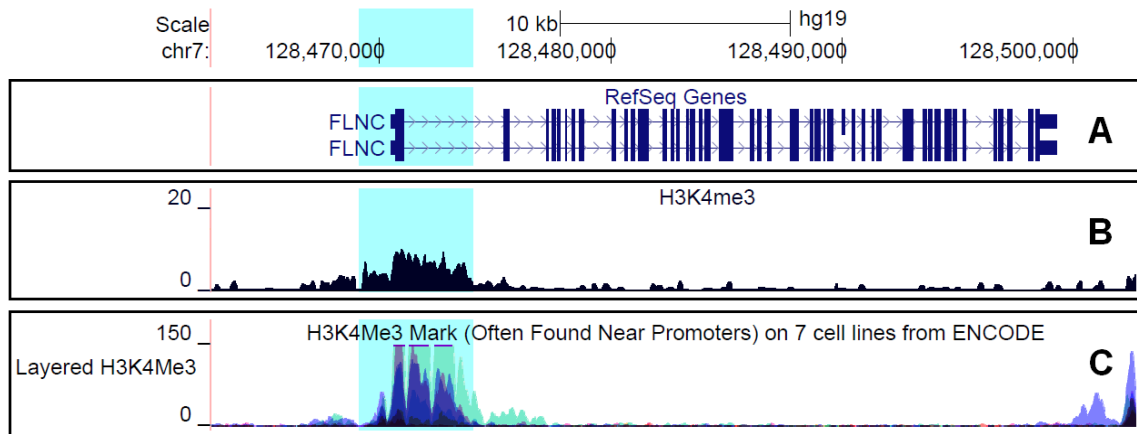 Scale 10 kb hg19
chr7: 128,470,000 128,480,000 128,490,000 128,500,000
RefSeq Genes
FLNC
FLNC
A
H3K4me3
20
0
B
H3K4Me3 Mark (Often Found Near Promoters) on 7 cell lines from ENCODE
150
Layered H3K4Me3
0
C